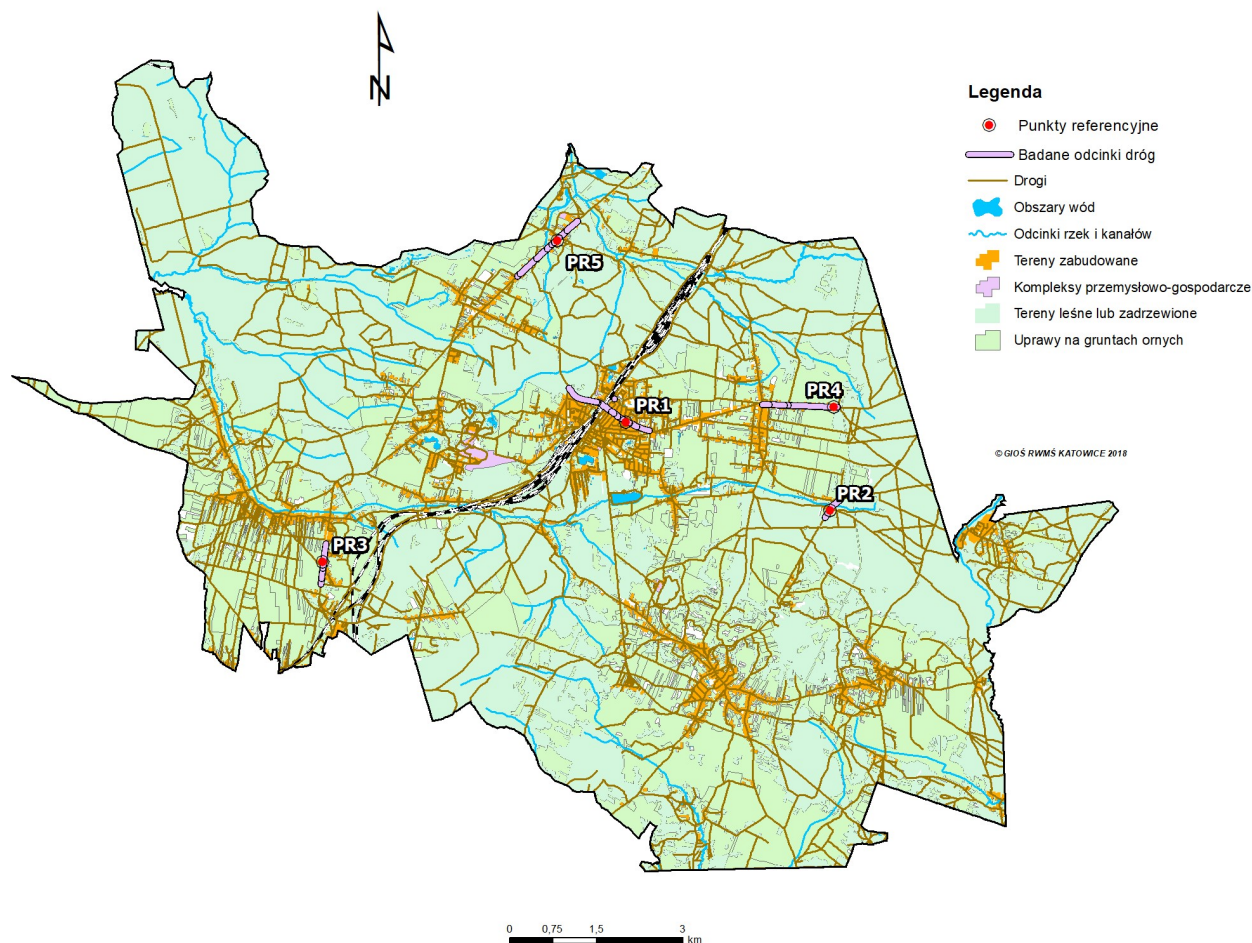 N
Legenda
Punkty referencyjne
Badane odcinki dróg
Drogi
Obszary wód
Odcinki rzek i kanałów
Tereny zabudowane
Kompleksy przemysłowo-gospodarcze
Tereny leśne lub zadrzewione
Uprawy na gruntach ornych
PR5
PR4
PR1
© GIOŚ RWMŚ KATOWICE 2018
PR2
PR3
0 0,75 1,5 3
km